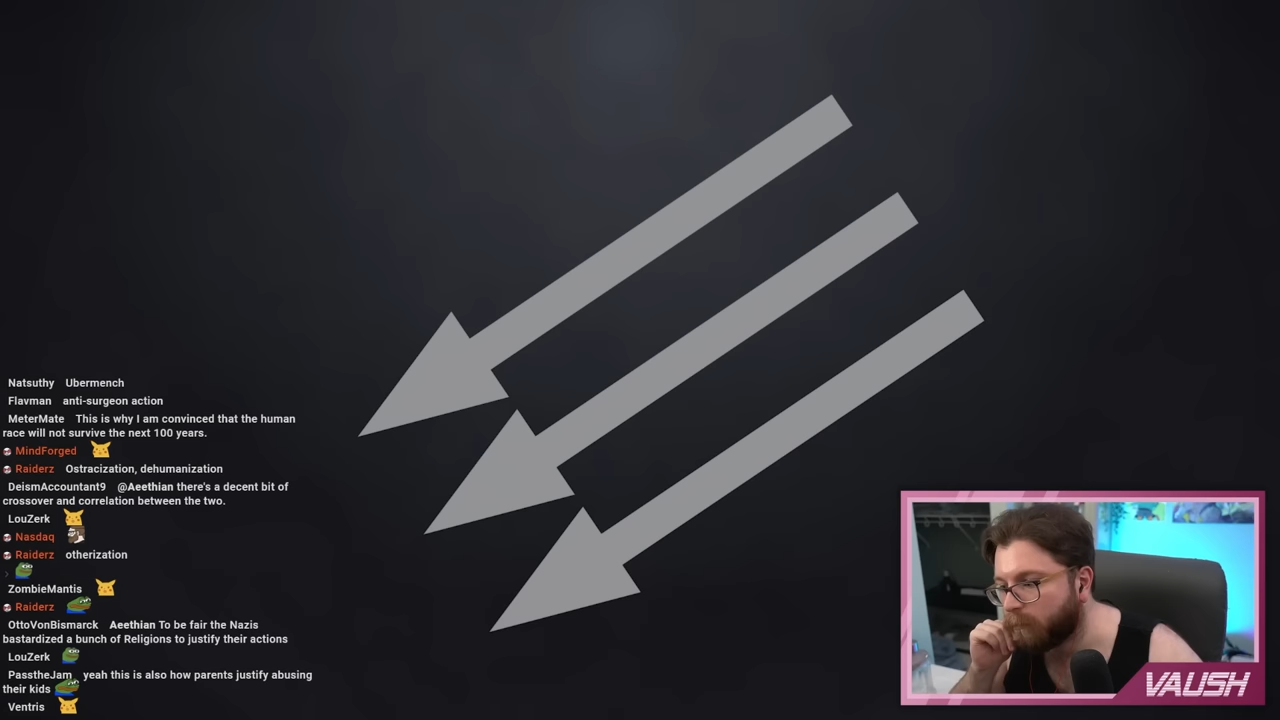 Natsuthy Ubermench
Flavman anti-surgeon action
MeterMate This is why I am convinced that the human
race will not survive the next 100 years.
MindForged
Raiderz Ostracization, dehumanization
DeismAccountant9 @Aeethian there's a decent bit of
crossover and correlation between the two.
LouZerk
Nasdaq
Raiderz otherization
ZombieMantis
Raiderz
OttoVonBismarck Aeethian To be fair the Nazis
bastardized a bunch of Religions to justify their actions
LouZerk
PasstheJam yeah this is also how parents justify abusing
their kids
Ventris
VAUSH